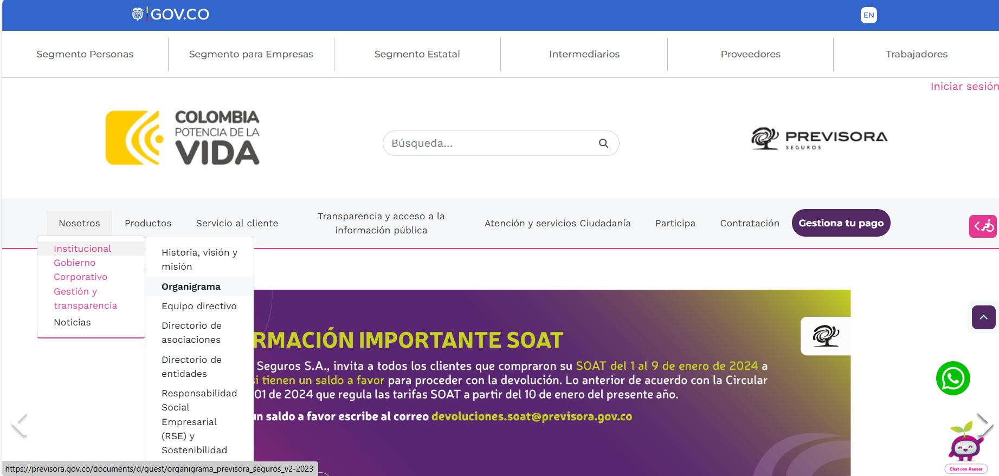 GOV.CO
EN
Segmento Personas
Segmento para Empresas
Segmento Estatal
Intermediarios
Proveedores
Trabajadores
Iniciar sesión
COLOMBIA
POTENCIA DE LA
VIDA
Búsqueda...
PREVISORA
SEGUROS
Nosotros
Productos
Servicio al cliente
Transparencia y acceso a la
información pública
Atención y servicios Ciudadanía
Participa
Contratación
Gestiona tu pago
Institucional
Gobierno
Corporativo
Gestión y
transparencia
Noticias
Historia, visión y
misión
Organigrama
Equipo directivo
Directorio de
asociaciones
Directorio de
entidades
Responsabilidad
Social
Empresarial
(RSE) y
Sostenibilidad
RMACIÓN IMPORTANTE SOAT
Seguros S.A., invita a todos los clientes que compraron su SOAT del 1 al 9 de enero de 2024 a
si tienen un saldo a favor para proceder con la devolución. Lo anterior de acuerdo con la Circular
01 de 2024 que regula las tarifas SOAT a partir del 10 de enero del presente año.
un saldo a favor escribe al correo devoluciones.soat@previsora.gov.co
Chat con Asesor
https://previsora.gov.co/documents/d/guest/organigrama_previsora_seguros_v2-2023